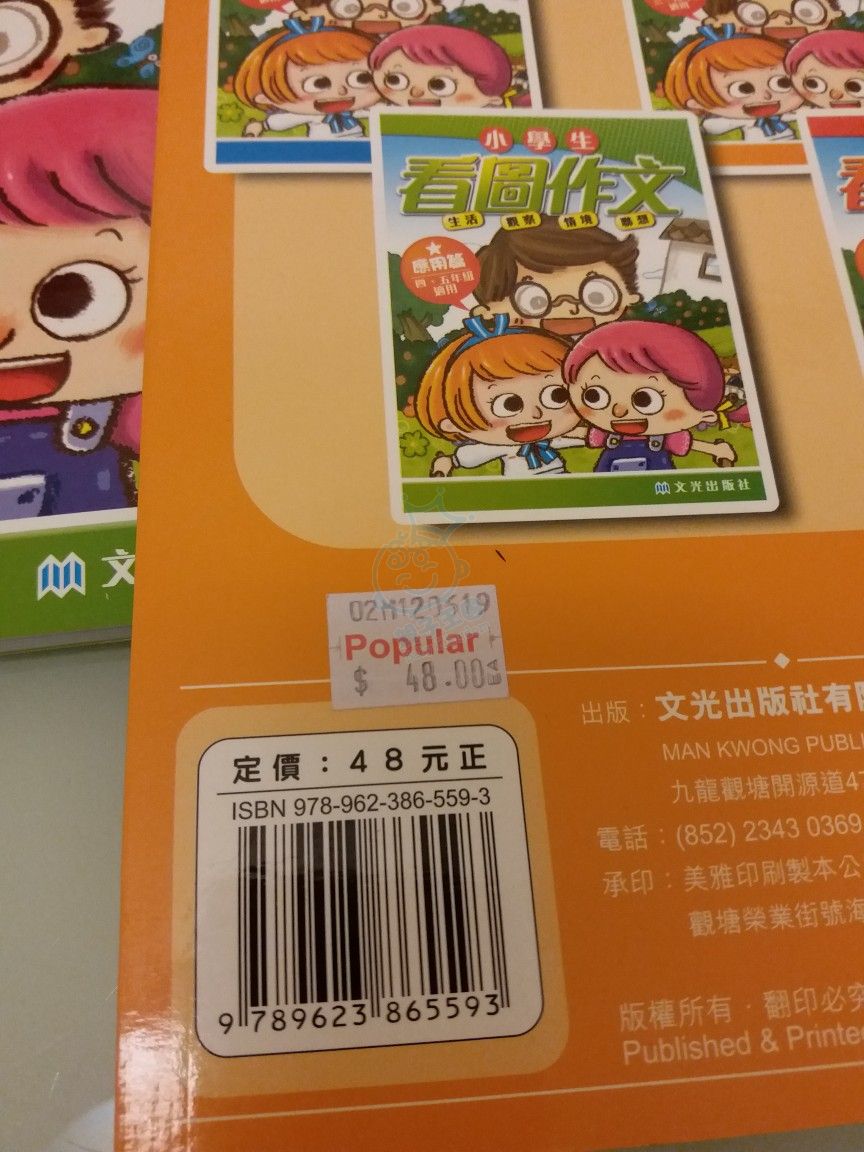 小學生
看圖作文
生活 觀察 情境 聯想
應用篇
四、五年級
適用
文光出版社
文
02M120619
Popular
$ 48.00
定價：48元正
ISBN 978-962-386-559-3
9 789623 865593
出版：文光出版社有限
MAN KWONG PUBLI
九龍觀塘開源道47
電話：(852) 2343 0369
承印：美雅印刷製本公
觀塘榮業街號海
版權所有．翻印必究
Published & Printe